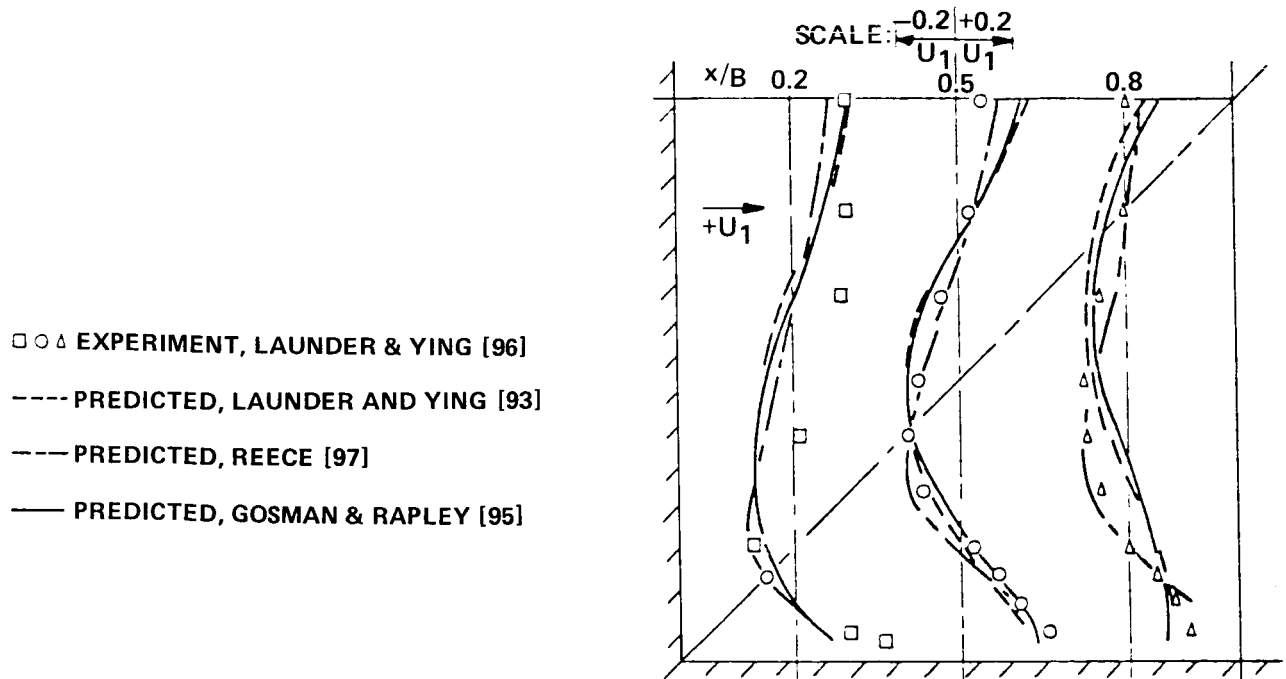 SCALE: -0.2 +0.2
U1 U1
x/B 0.2 0.5 0.8
+U1
□ ○ △ EXPERIMENT, LAUNDER & YING [96]
---- PREDICTED, LAUNDER AND YING [93]
–-–- PREDICTED, REECE [97]
—— PREDICTED, GOSMAN & RAPLEY [95]